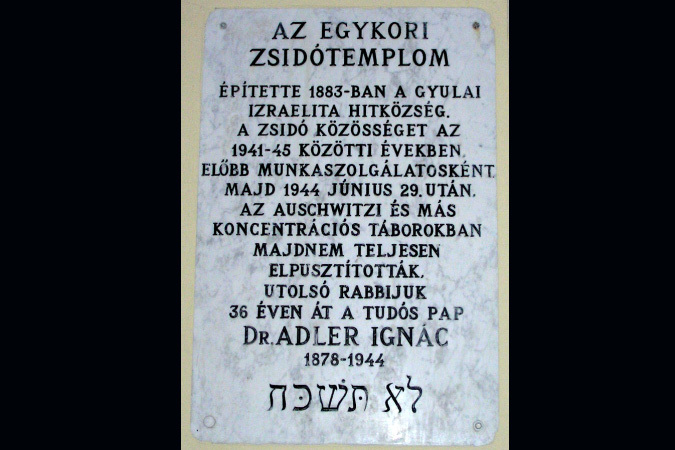 AZ EGYKORI
ZSIDÓTEMPLOM
ÉPÍTETTE 1883-BAN A GYULAI
IZRAELITA HITKÖZSÉG.
A ZSIDÓ KÖZÖSSÉGET AZ
1941-45 KÖZÖTTI ÉVEKBEN,
ELŐBB MUNKASZOLGÁLATOSKÉNT,
MAJD 1944 JÚNIUS 29. UTÁN,
AZ AUSCHWITZI ÉS MÁS
KONCENTRÁCIÓS TÁBOROKBAN
MAJDNEM TELJESEN
ELPUSZTÍTOTTÁK.
UTOLSÓ RABBIJUK
36 ÉVEN ÁT A TUDÓS PAP
DR. ADLER IGNÁC
1878-1944
לא תּשׁכּח